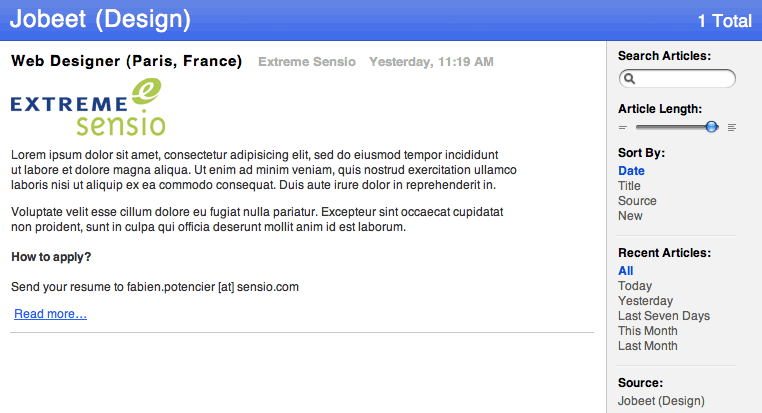 Jobeet (Design)
1 Total
Web Designer (Paris, France) Extreme Sensio Yesterday, 11:19 AM
EXTREME e
sensio
Lorem ipsum dolor sit amet, consectetur adipisicing elit, sed do eiusmod tempor incididunt
ut labore et dolore magna aliqua. Ut enim ad minim veniam, quis nostrud exercitation ullamco
laboris nisi ut aliquip ex ea commodo consequat. Duis aute irure dolor in reprehenderit in.
Voluptate velit esse cillum dolore eu fugiat nulla pariatur. Excepteur sint occaecat cupidatat
non proident, sunt in culpa qui officia deserunt mollit anim id est laborum.
How to apply?
Send your resume to fabien.potencier [at] sensio.com
Read more…
Search Articles:
Article Length:
Sort By:
Date
Title
Source
New
Recent Articles:
All
Today
Yesterday
Last Seven Days
This Month
Last Month
Source:
Jobeet (Design)